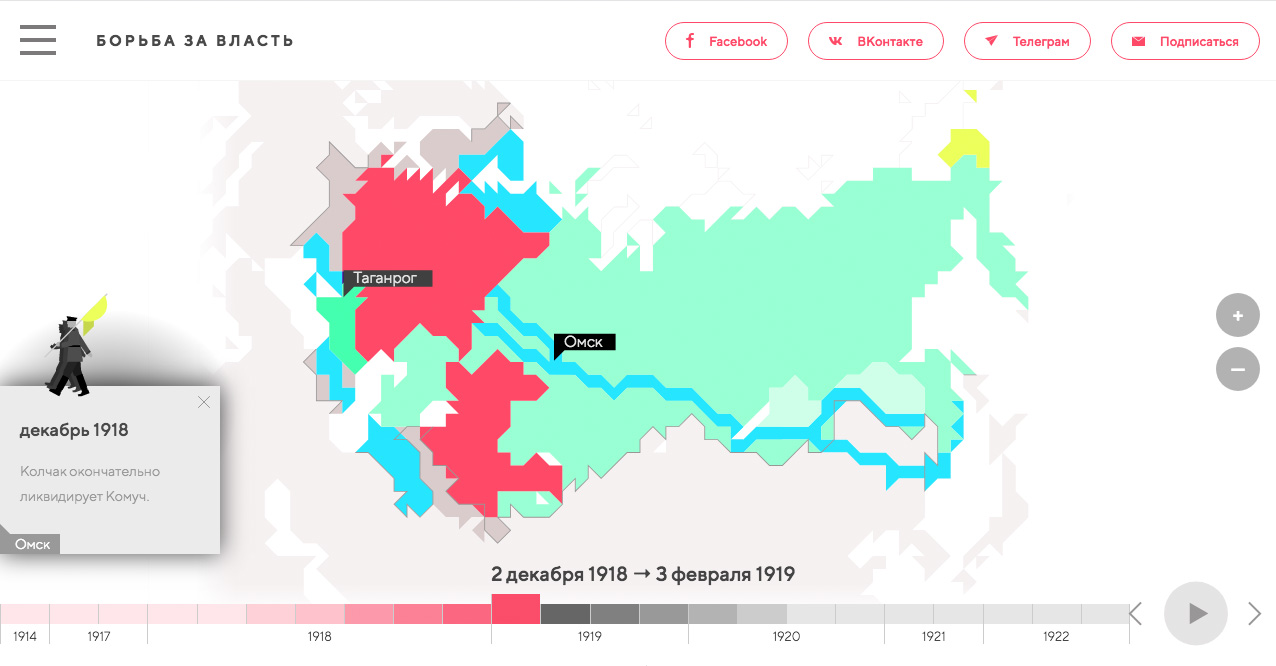 БОРЬБА ЗА ВЛАСТЬ
Facebook
ВКонтакте
Телеграм
Подписаться
Таганрог
Омск
декабрь 1918
Колчак окончательно
ликвидирует Комуч.
Омск
2 декабря 1918 → 3 февраля 1919
1914
1917
1918
1919
1920
1921
1922